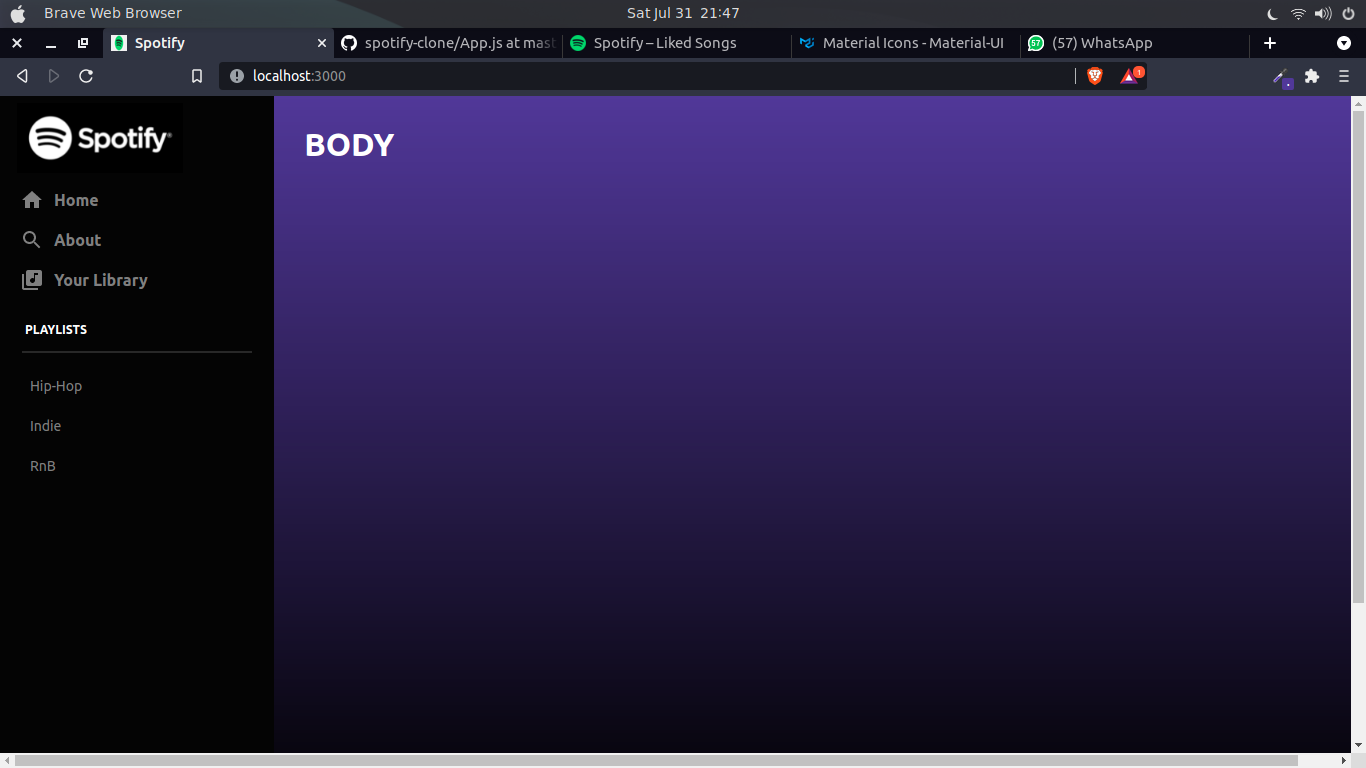 Brave Web Browser
Sat Jul 31 21:47
Spotify
spotify-clone/App.js at mast
Spotify – Liked Songs
Material Icons - Material-UI
57
(57) WhatsApp
localhost:3000
1
Spotify
BODY
Home
About
Your Library
PLAYLISTS
Hip-Hop
Indie
RnB